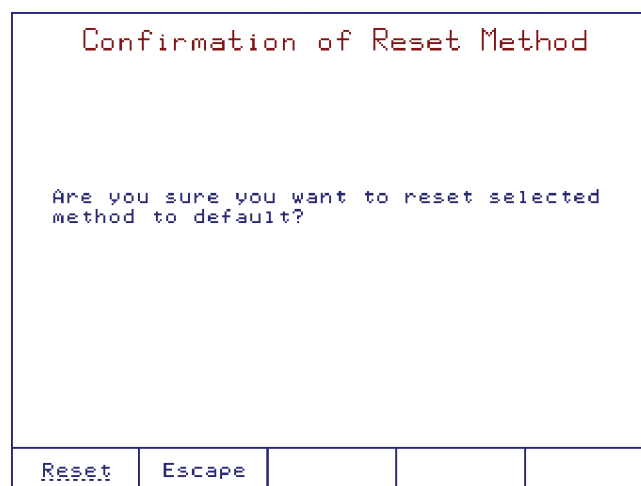 Confirmation of Reset Method
Are you sure you want to reset selected
method to default?
Reset Escape